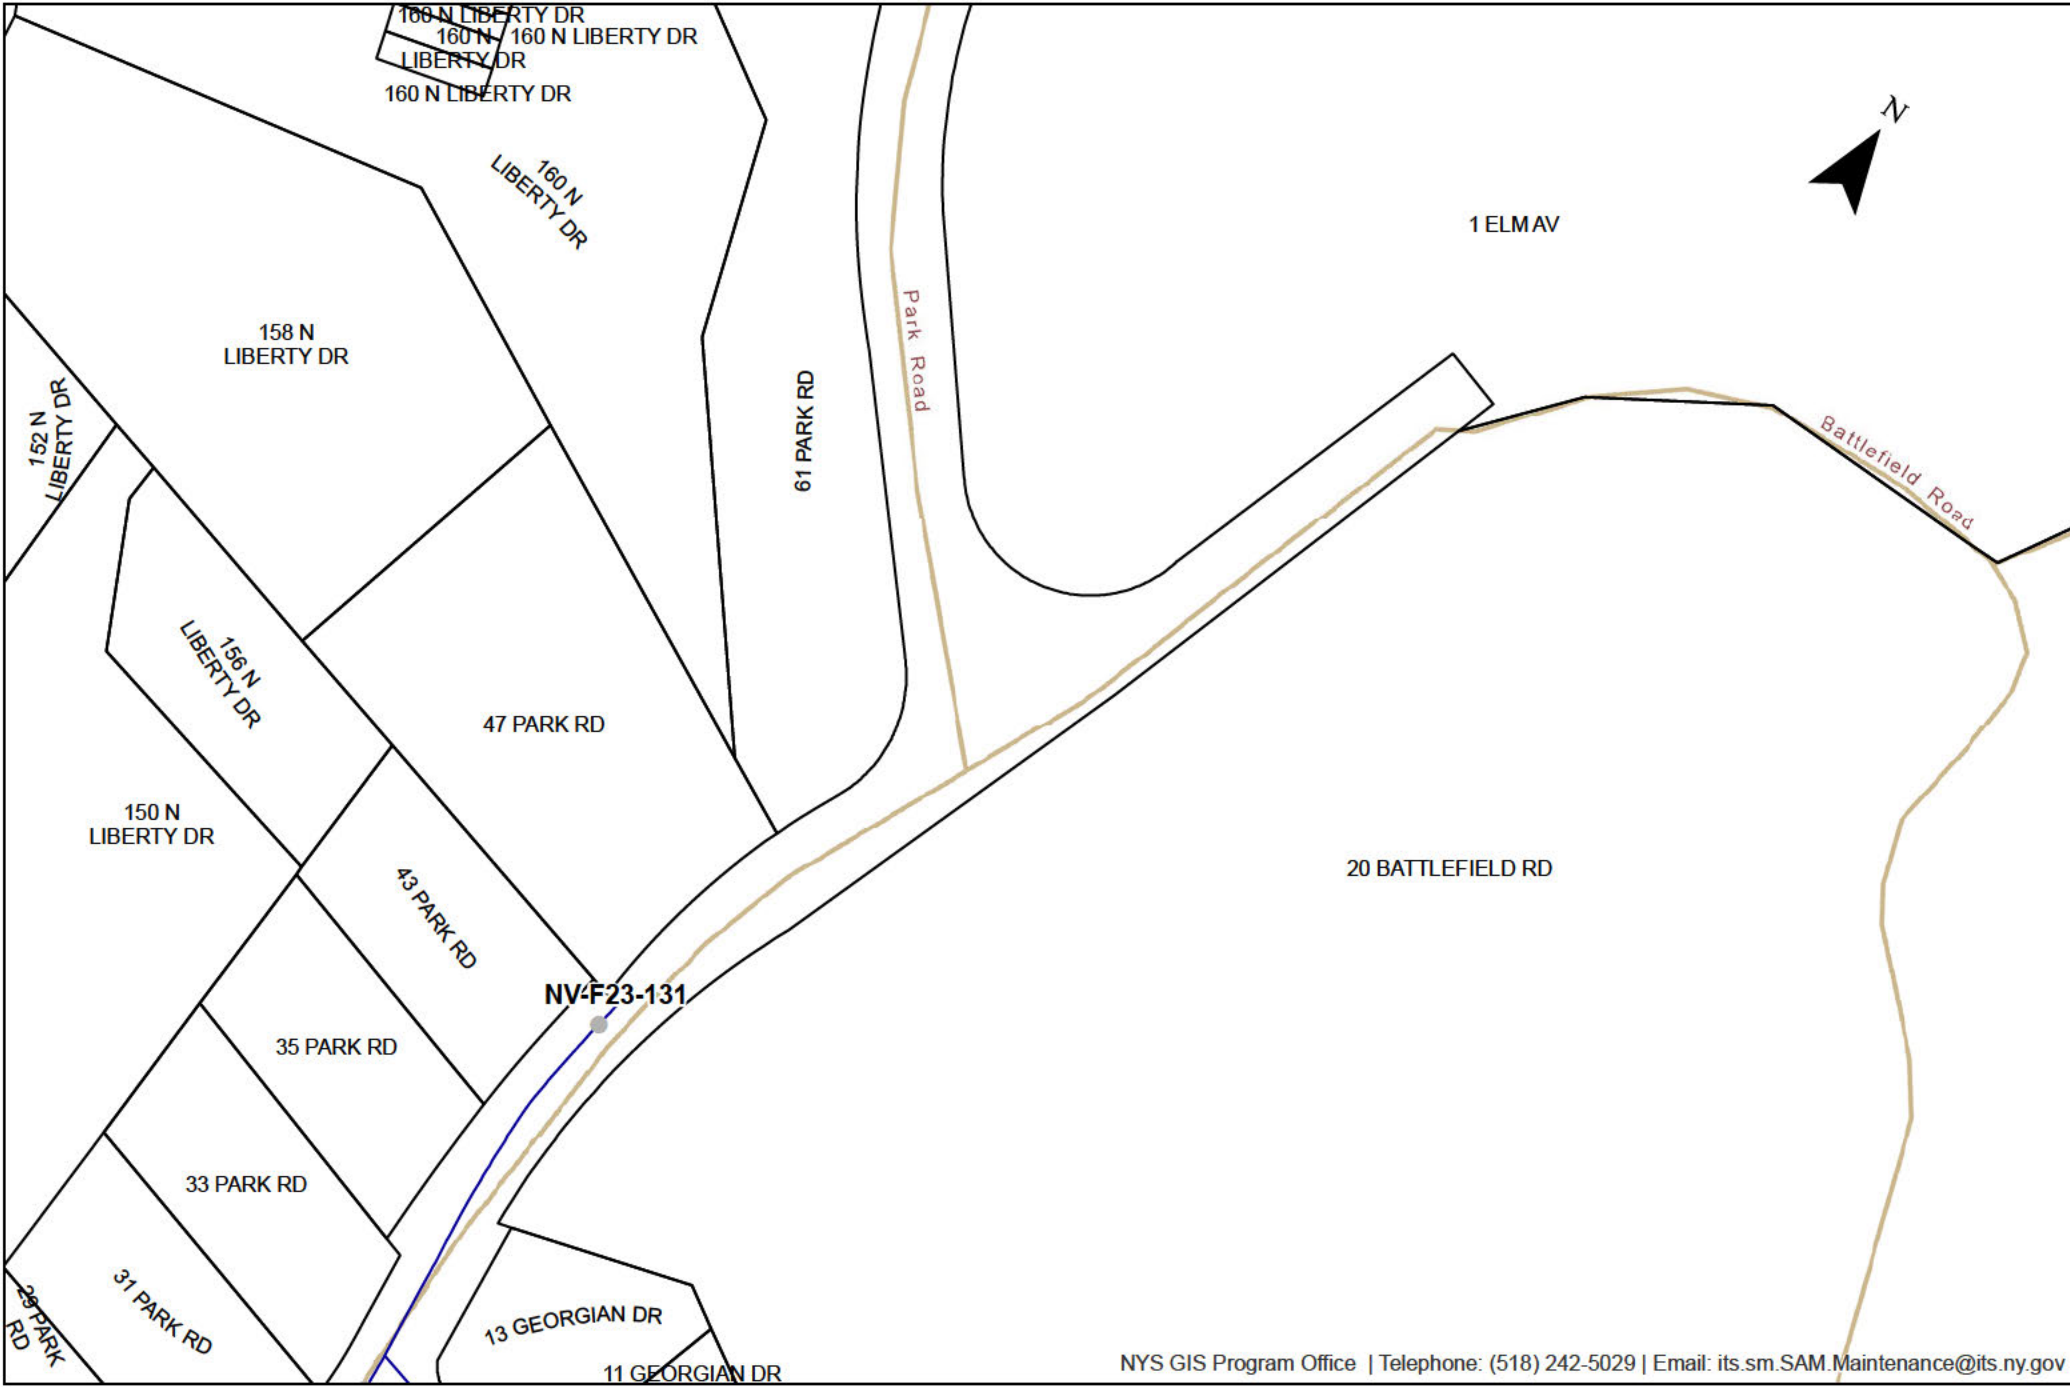 160 N LIBERTY DR
160 N
LIBERTY DR
160 N LIBERTY DR
160 N LIBERTY DR
160 N
LIBERTY DR
N
1 ELM AV
Park Road
158 N
LIBERTY DR
152 N
LIBERTY DR
61 PARK RD
Battlefield Road
156 N
LIBERTY DR
47 PARK RD
150 N
LIBERTY DR
43 PARK RD
20 BATTLEFIELD RD
NV-F23-131
35 PARK RD
33 PARK RD
31 PARK RD
29 PARK
RD
13 GEORGIAN DR
11 GEORGIAN DR
NYS GIS Program Office | Telephone: (518) 242-5029 | Email: its.sm.SAM.Maintenance@its.ny.gov